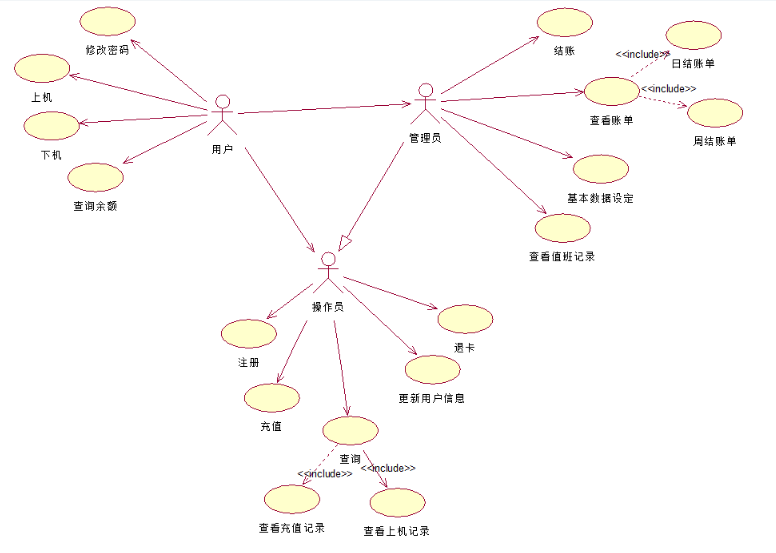 修改密码
结账
<<include>>
日结账单
上机
<<include>>
查看账单
周结账单
下机
用户
管理员
查询余额
基本数据设定
查看值班记录
操作员
注册
退卡
充值
更新用户信息
查询
<<include>>
<<include>>
查看充值记录
查看上机记录